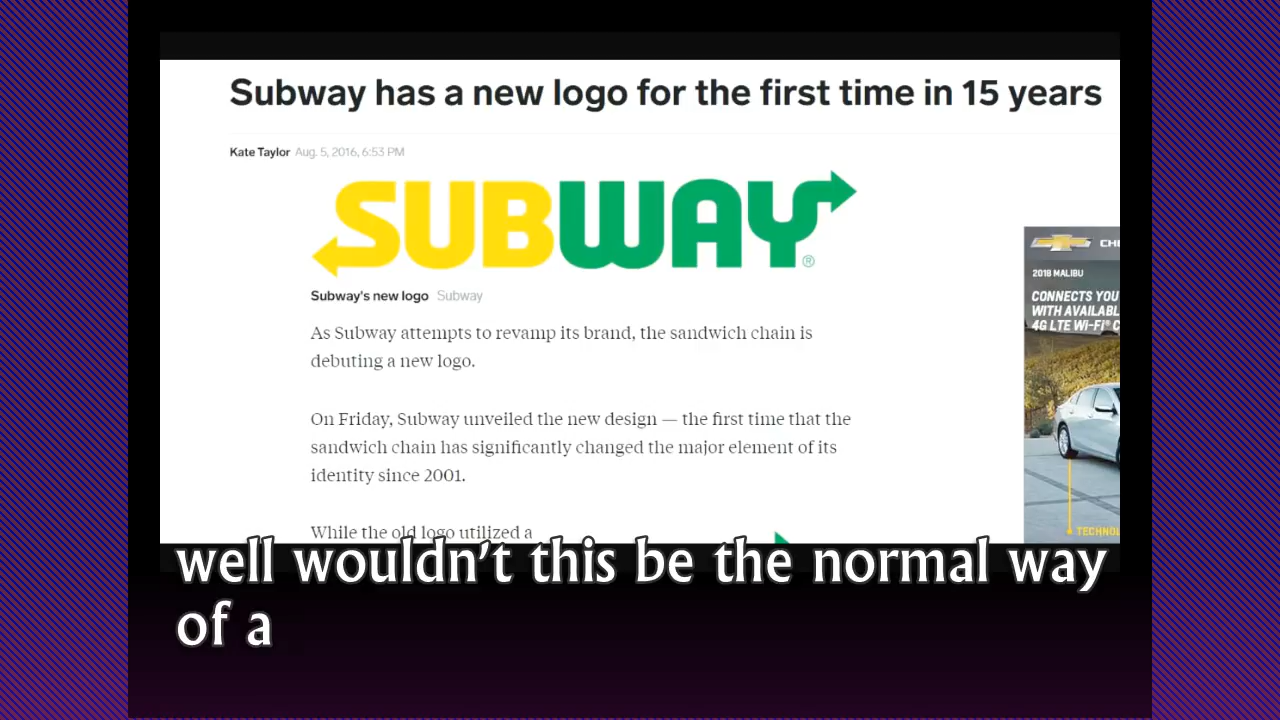 Subway has a new logo for the first time in 15 years
Kate Taylor Aug. 5, 2016, 6:53 PM
SUBWAY®
Subway's new logo Subway
As Subway attempts to revamp its brand, the sandwich chain is
debuting a new logo.
On Friday, Subway unveiled the new design — the first time that the
sandwich chain has significantly changed the major element of its
identity since 2001.
While the old logo utilized a
2018 MALIBU
CONNECTS YOU
WITH
4G LTE Wi-Fi®
well wouldn't this be the normal way
of a